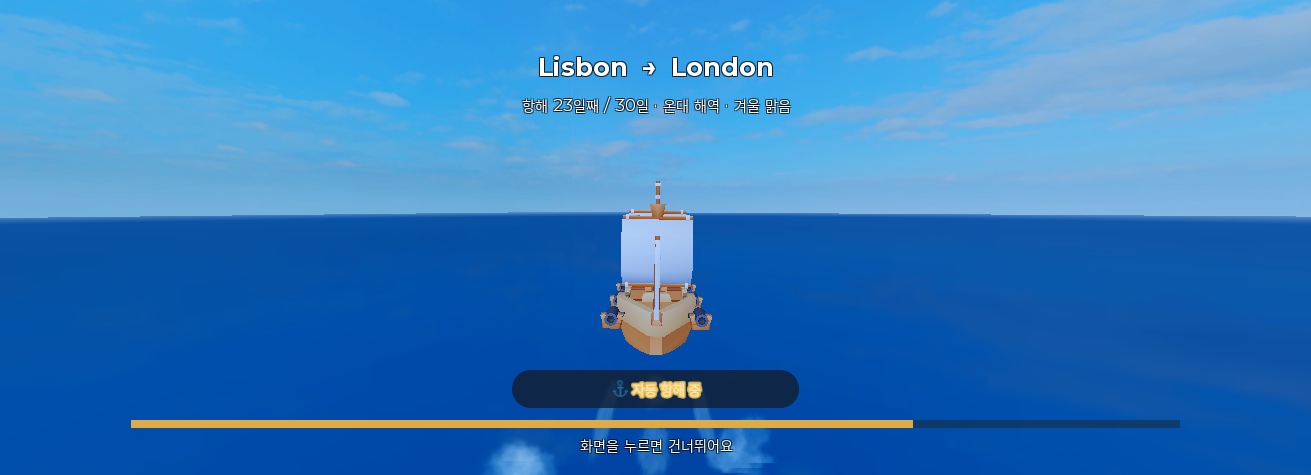 Lisbon → London
항해 23일째 / 30일 · 온대 해역 · 겨울 맑음
⚓ 자동 항해 중
화면을 누르면 건너뛰어요